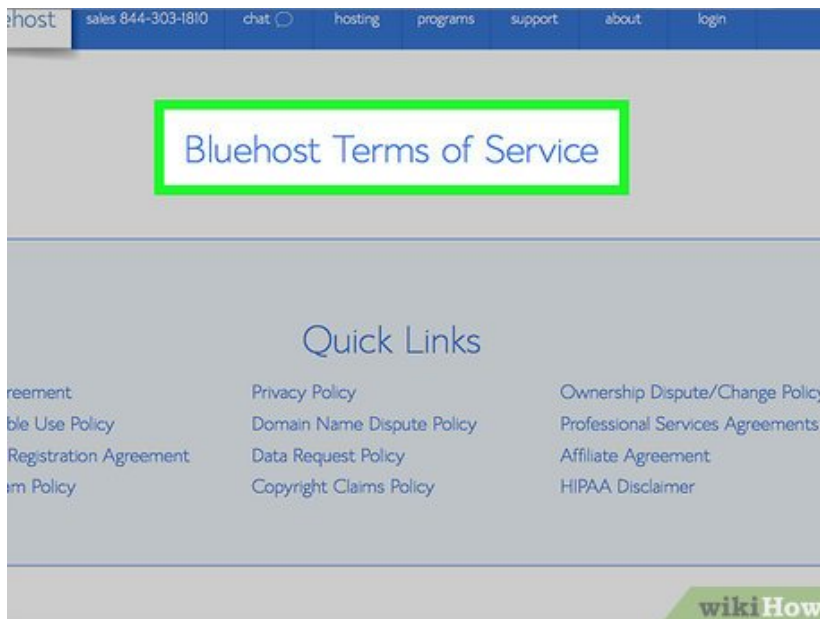 ehost sales 844-303-1810 chat hosting programs support about login
Bluehost Terms of Service
Quick Links
reement Privacy Policy Ownership Dispute/Change Policy
ble Use Policy Domain Name Dispute Policy Professional Services Agreements
Registration Agreement Data Request Policy Affiliate Agreement
am Policy Copyright Claims Policy HIPAA Disclaimer
wikiHow